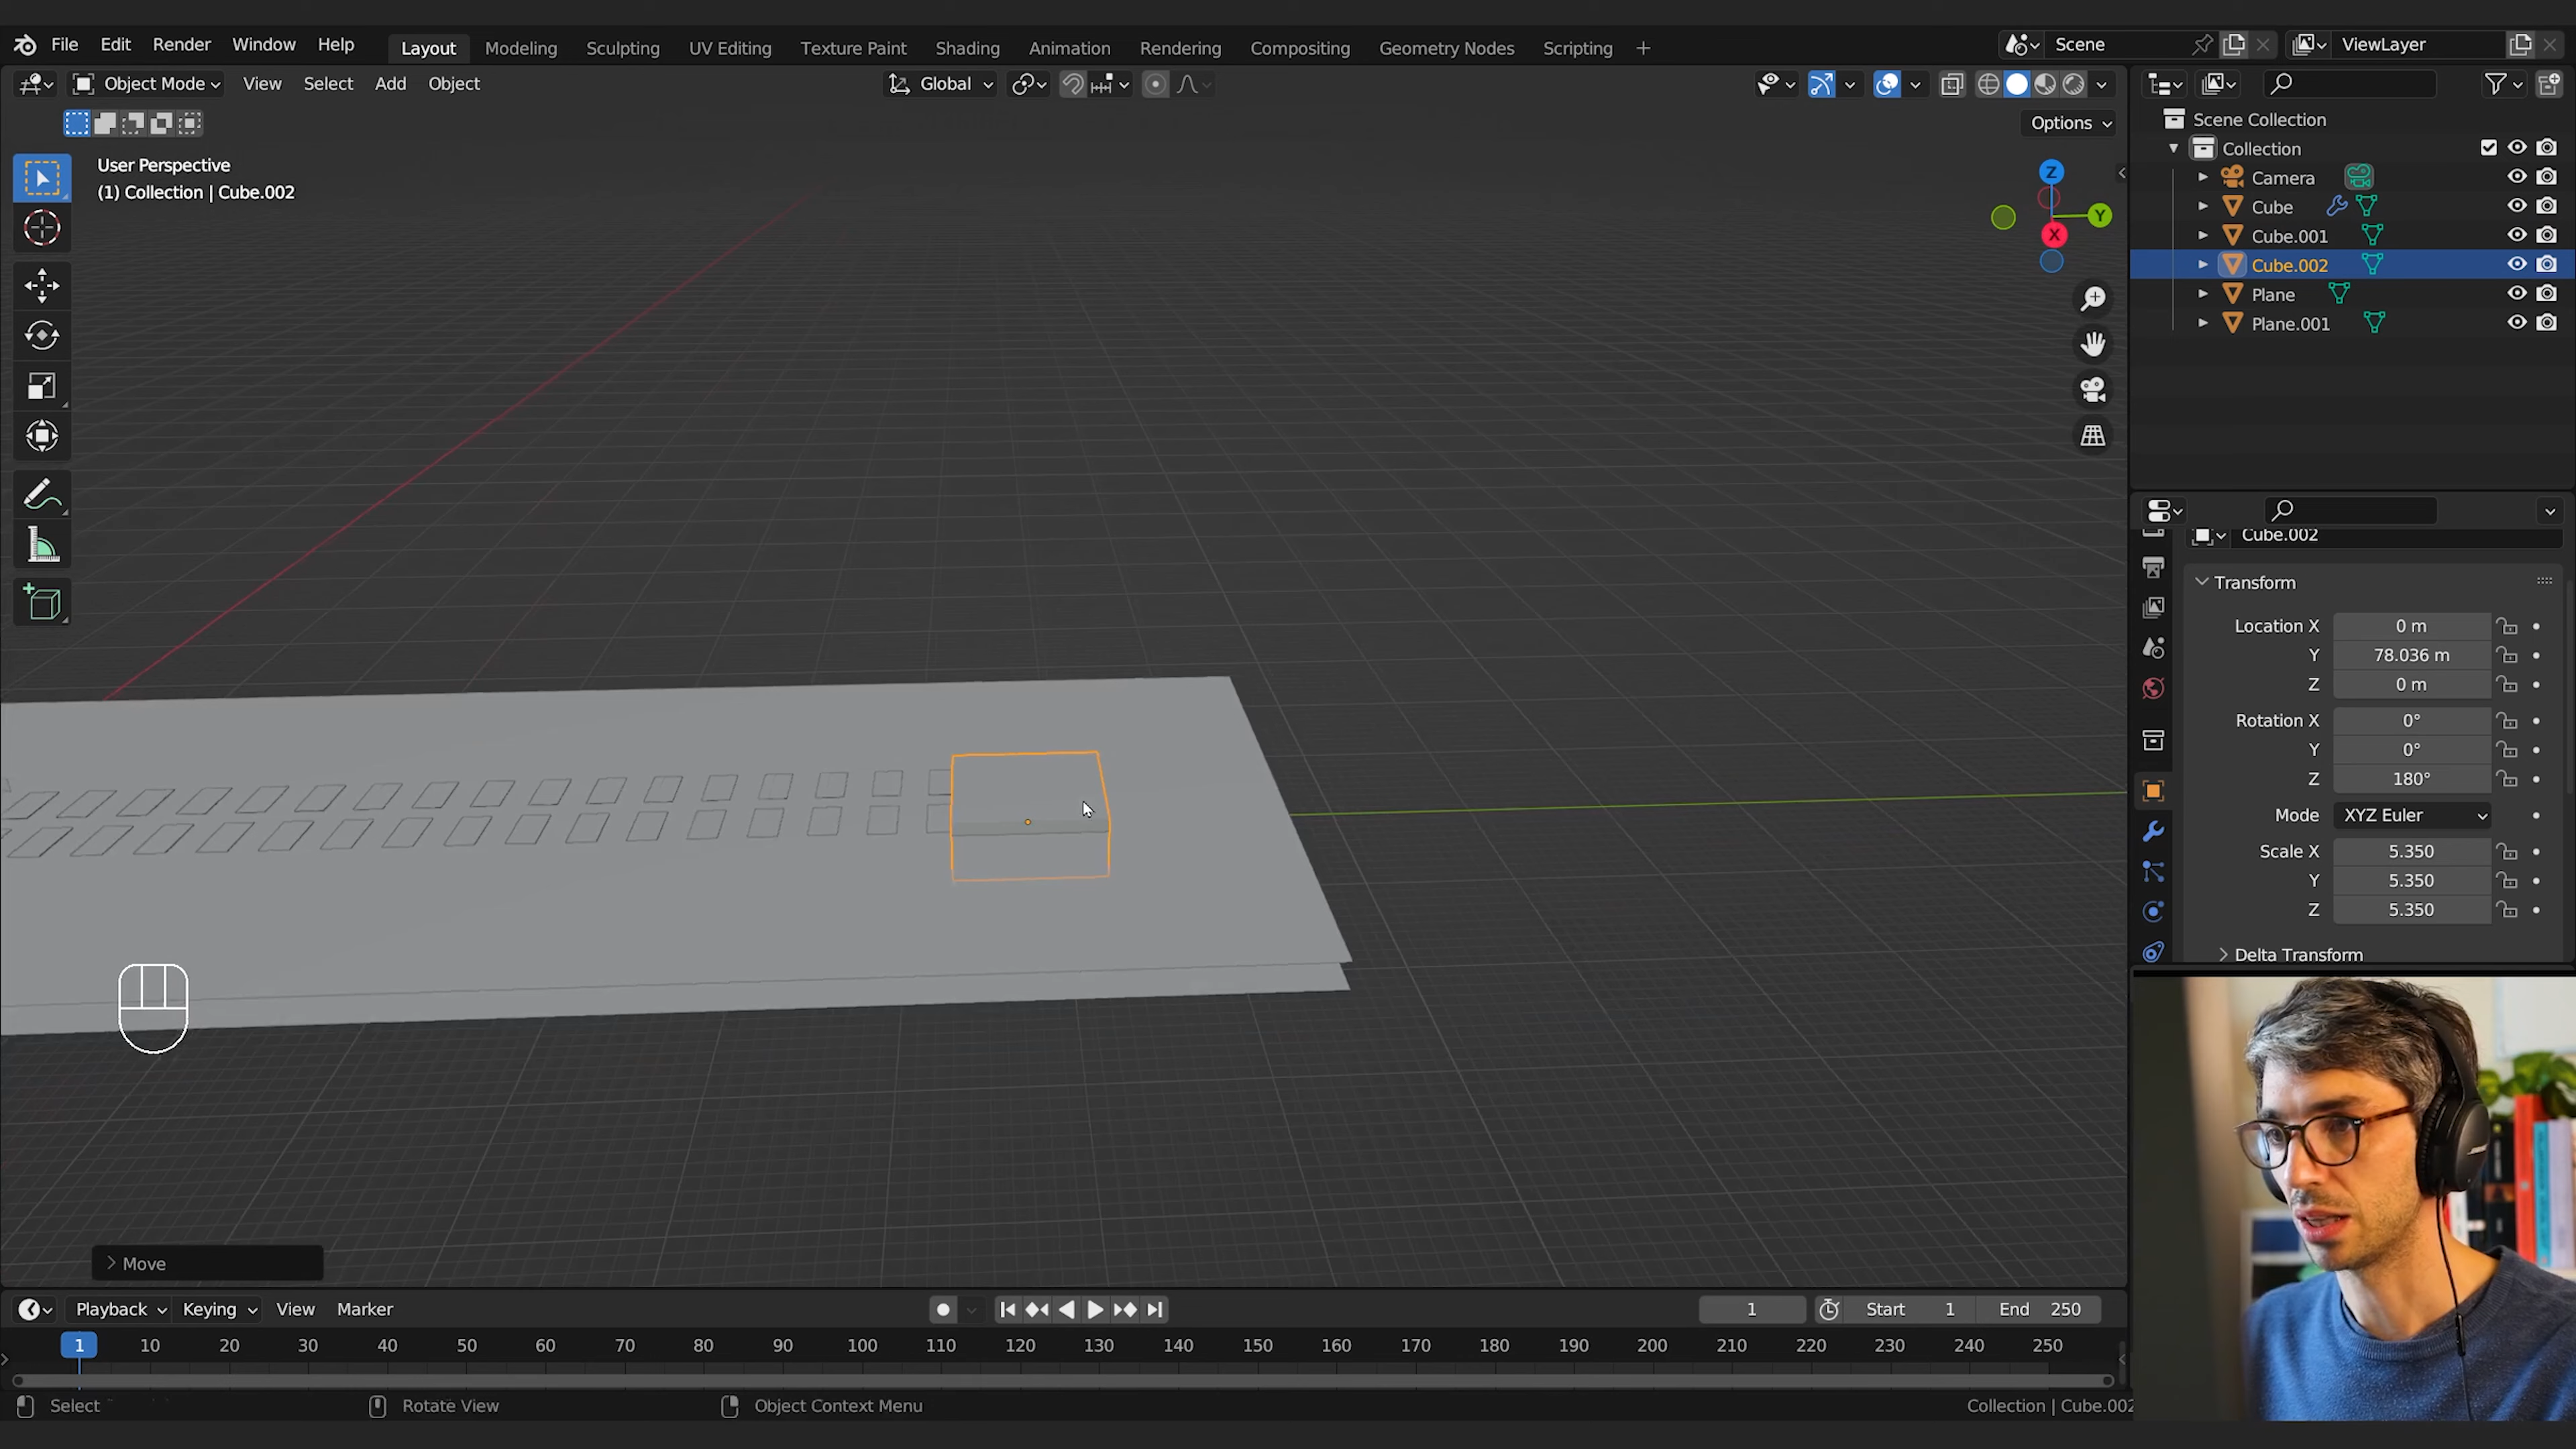 File Edit Render Window Help Layout Modeling Sculpting UV Editing Texture Paint Shading Animation Rendering Compositing Geometry Nodes Scripting + Scene ViewLayer
Object Mode View Select Add Object Global
Options
User Perspective
(1) Collection | Cube.002
Z
Y
X
Scene Collection
Collection
Camera
Cube
Cube.001
Cube.002
Plane
Plane.001
Cube.002
Transform
Location X 0 m
Y 78.036 m
Z 0 m
Rotation X 0°
Y 0°
Z 180°
Mode XYZ Euler
Scale X 5.350
Y 5.350
Z 5.350
Delta Transform
Move
Playback Keying View Marker 1 Start 1 End 250
1 10 20 30 40 50 60 70 80 90 100 110 120 130 140 150 160 170 180 190 200 210 220 230 240 250
Select Rotate View Object Context Menu Collection | Cube.002